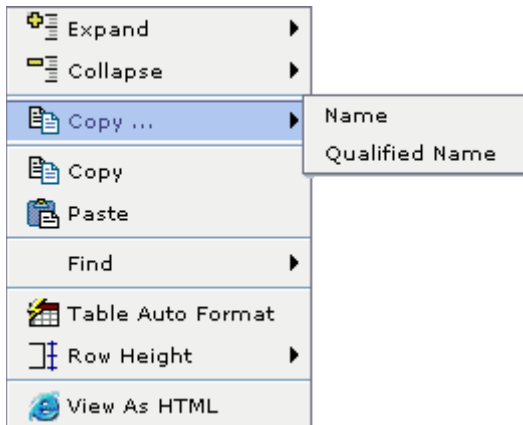 Expand
Collapse
Copy ...
Name
Qualified Name
Copy
Paste
Find
Table Auto Format
Row Height
View As HTML